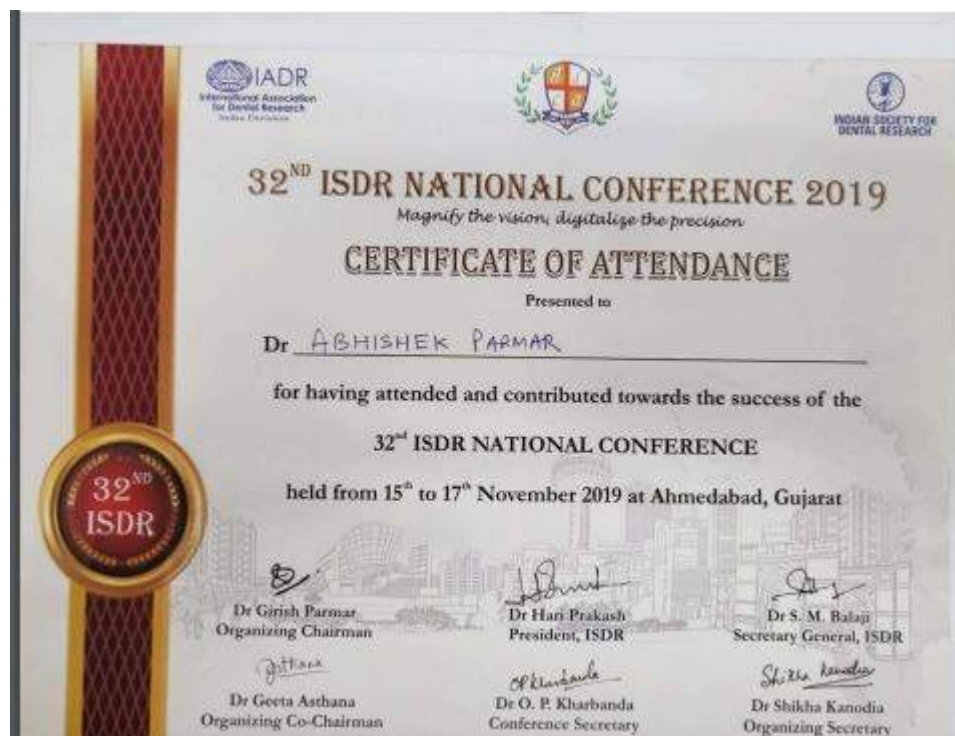 IADR
International Association
for Dental Research
India Division
INDIAN SOCIETY FOR
DENTAL RESEARCH
32ND ISDR NATIONAL CONFERENCE 2019
Magnify the vision, digitalize the precision
CERTIFICATE OF ATTENDANCE
Presented to
Dr ABHISHEK PARMAR
for having attended and contributed towards the success of the
32nd ISDR NATIONAL CONFERENCE
held from 15th to 17th November 2019 at Ahmedabad, Gujarat
32ND
ISDR
Dr Girish Parmar
Organizing Chairman
Dr Hari Prakash
President, ISDR
Dr S. M. Balaji
Secretary General, ISDR
Asthana
OPKharbanda
Shikha Kanodia
Dr Geeta Asthana
Organizing Co-Chairman
Dr O. P. Kharbanda
Conference Secretary
Dr Shikha Kanodia
Organizing Secretary